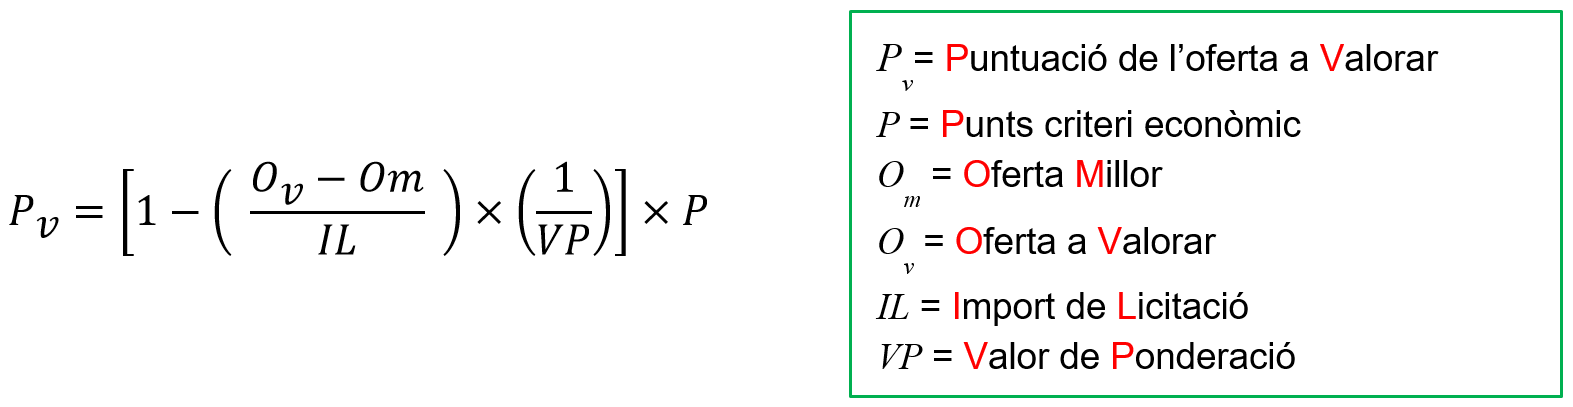 P_v = [1 − ( (O_v − Om) / IL ) × (1 / VP)] × P
P_v = Puntuació de l’oferta a Valorar
P = Punts criteri econòmic
O_m = Oferta Millor
O_v = Oferta a Valorar
IL = Import de Licitació
VP = Valor de Ponderació